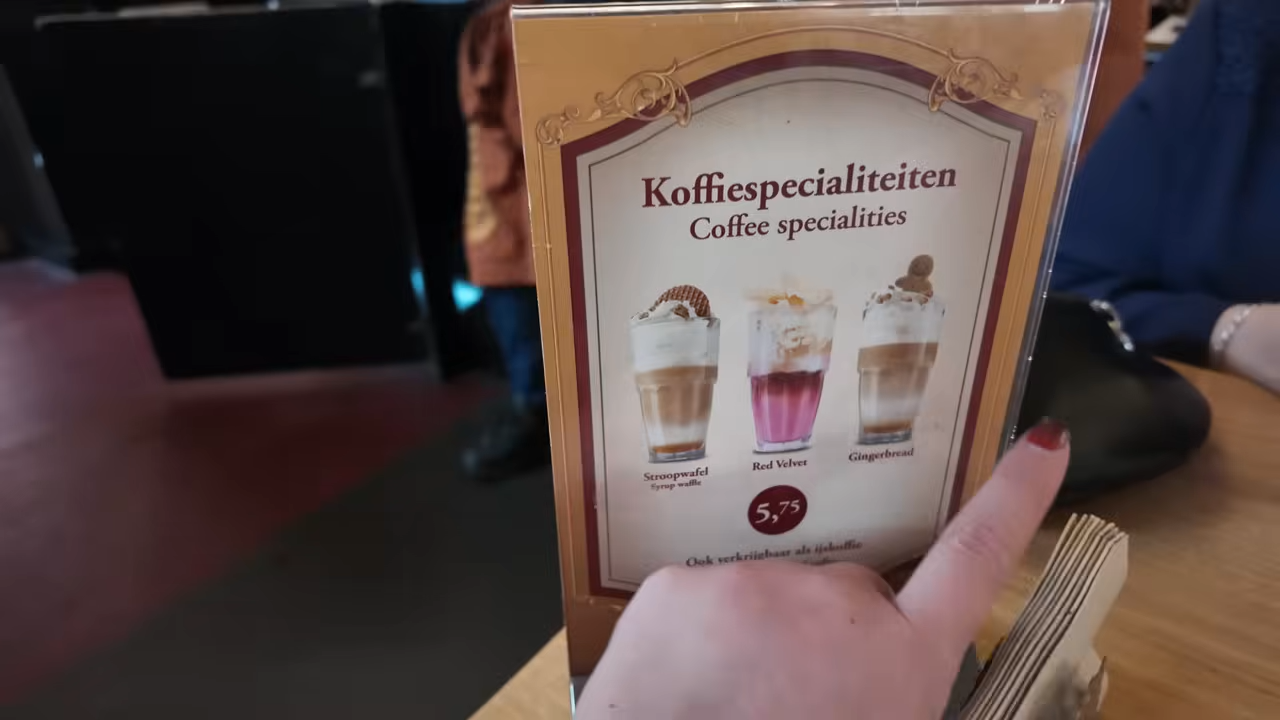 Koffiespecialiteiten
Coffee specialities
Stroopwafel
Syrup waffle
Red Velvet
Gingerbread
5,75
Ook verkrijgbaar als ijskoffie